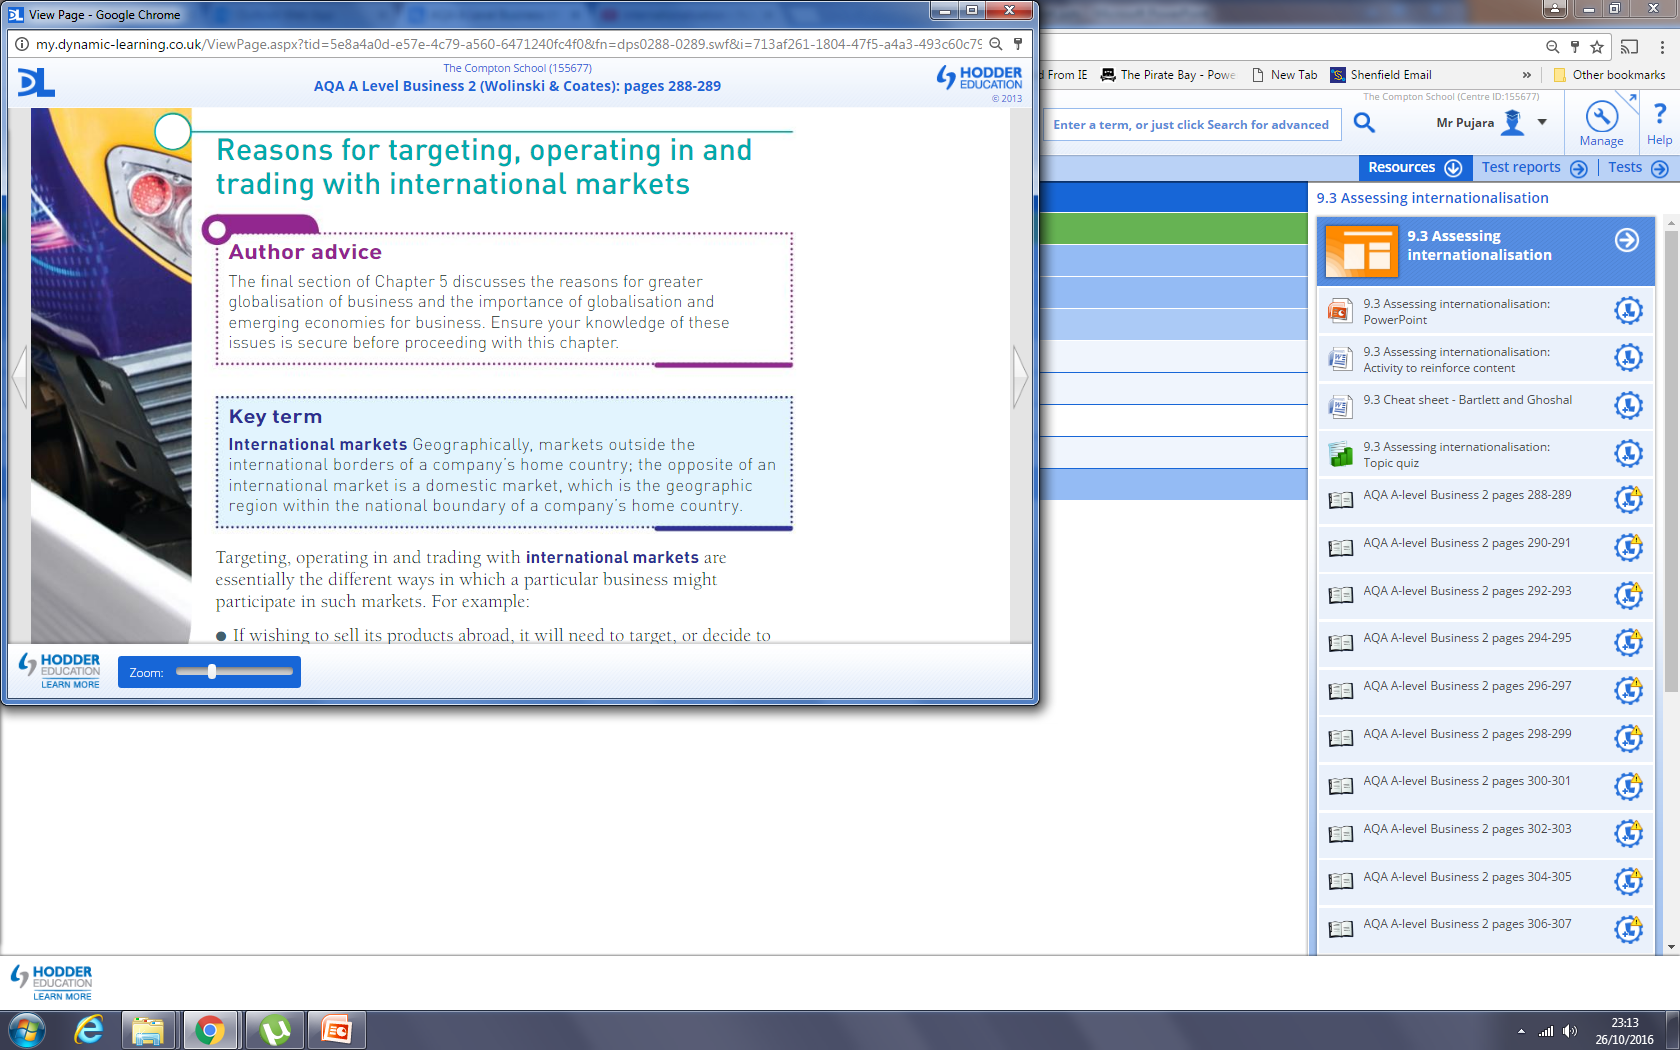 View Page - Google Chrome
my.dynamic-learning.co.uk/ViewPage.aspx?tid=5e8a4a0d-e57e-4c79-a560-6471240fc4f0&fn=dps0288-0289.swf&i=713af261-1804-47f5-a4a3-493c60c79
DL
The Compton School (155677)
AQA A Level Business 2 (Wolinski & Coates): pages 288-289
HODDER
EDUCATION
© 2013
Reasons for targeting, operating in and
trading with international markets
Author advice
The final section of Chapter 5 discusses the reasons for greater
globalisation of business and the importance of globalisation and
emerging economies for business. Ensure your knowledge of these
issues is secure before proceeding with this chapter.
Key term
International markets Geographically, markets outside the
international borders of a company's home country; the opposite of an
international market is a domestic market, which is the geographic
region within the national boundary of a company's home country.
Targeting, operating in and trading with international markets are
essentially the different ways in which a particular business might
participate in such markets. For example:
● If wishing to sell its products abroad, it will need to target, or decide to
HODDER
EDUCATION
LEARN MORE
Zoom:
d From IE
The Pirate Bay - Powe
New Tab
Shenfield Email
»
Other bookmarks
The Compton School (Centre ID:155677)
Enter a term, or just click Search for advanced
Mr Pujara
Manage
?
Help
Resources
Test reports
Tests
9.3 Assessing internationalisation
9.3 Assessing
internationalisation
9.3 Assessing internationalisation:
PowerPoint
9.3 Assessing internationalisation:
Activity to reinforce content
9.3 Cheat sheet - Bartlett and Ghoshal
9.3 Assessing internationalisation:
Topic quiz
AQA A-level Business 2 pages 288-289
AQA A-level Business 2 pages 290-291
AQA A-level Business 2 pages 292-293
AQA A-level Business 2 pages 294-295
AQA A-level Business 2 pages 296-297
AQA A-level Business 2 pages 298-299
AQA A-level Business 2 pages 300-301
AQA A-level Business 2 pages 302-303
AQA A-level Business 2 pages 304-305
AQA A-level Business 2 pages 306-307
HODDER
EDUCATION
LEARN MORE
23:13
26/10/2016